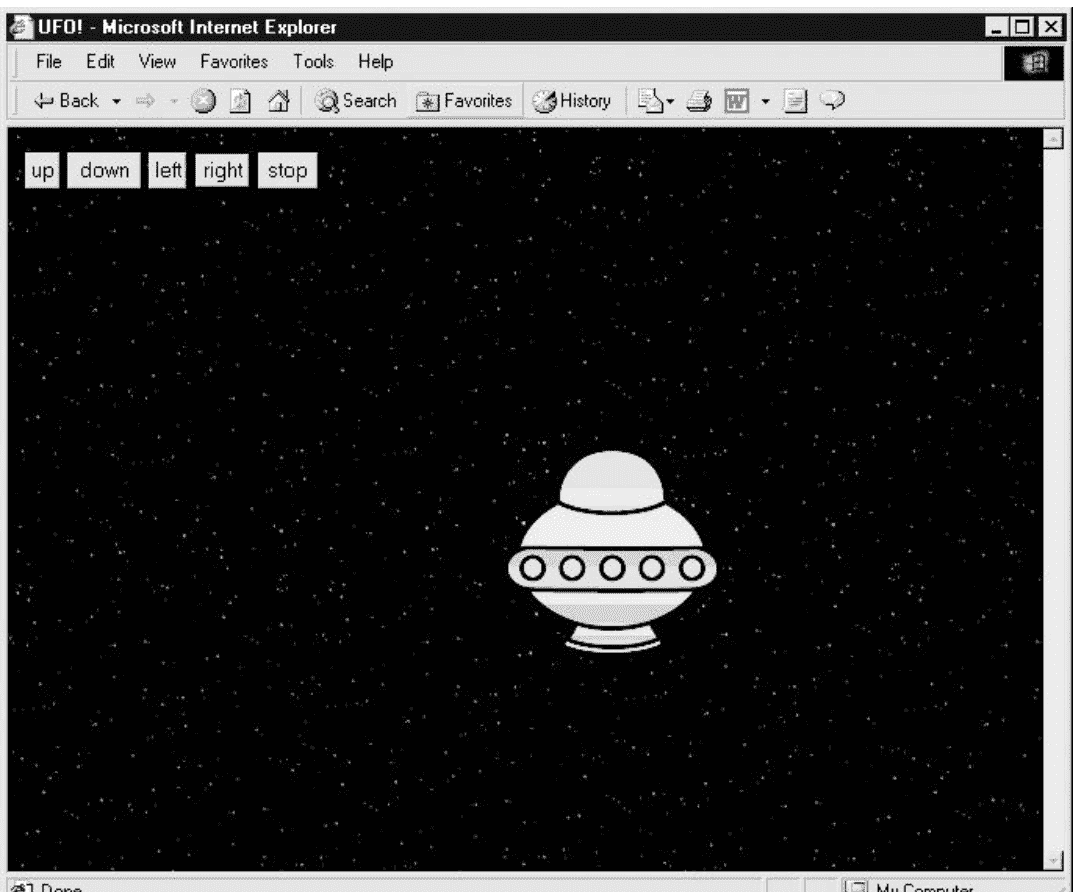 UFO! - Microsoft Internet Explorer
File Edit View Favorites Tools Help
Back Search Favorites History W
up down left right stop
Done My Computer